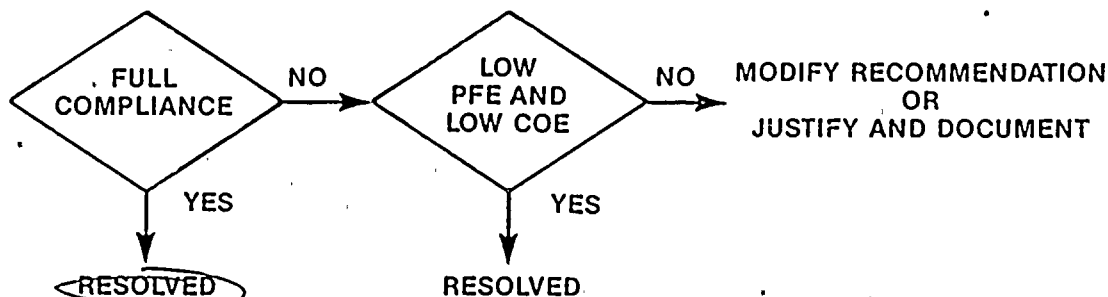 FULL
COMPLIANCE
NO
LOW
PFE AND
LOW COE
NO
MODIFY RECOMMENDATION
OR
JUSTIFY AND DOCUMENT
YES
YES
RESOLVED
RESOLVED